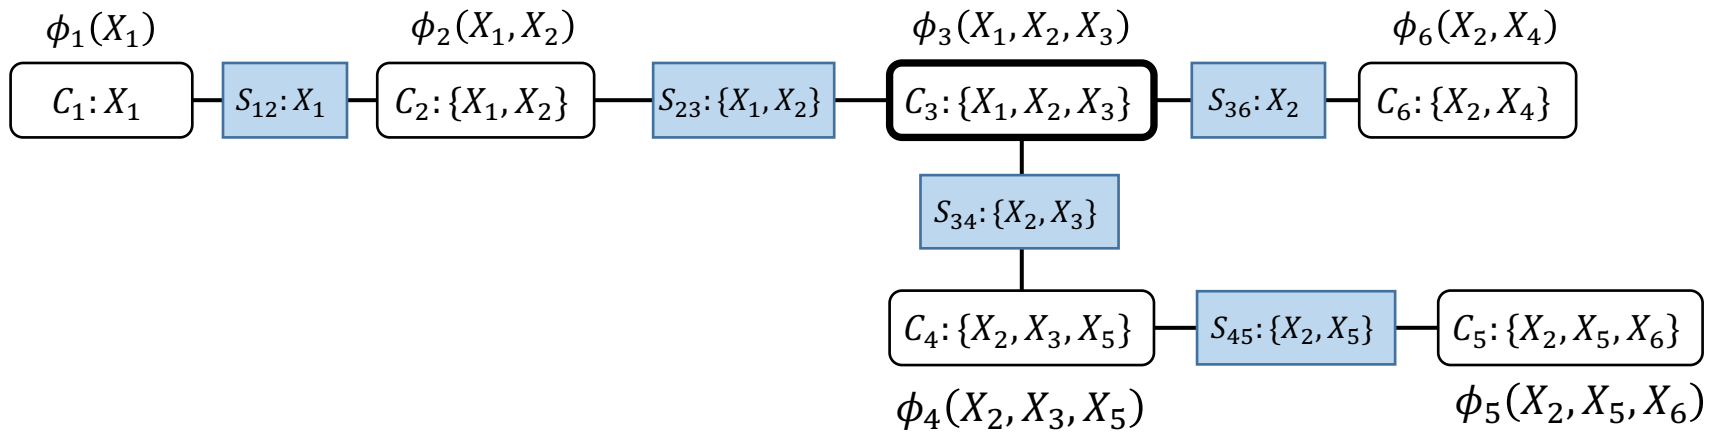 ϕ₁(X₁) ϕ₂(X₁, X₂) ϕ₃(X₁, X₂, X₃) ϕ₆(X₂, X₄)
C₁: X₁ S₁₂: X₁ C₂: {X₁, X₂} S₂₃: {X₁, X₂} C₃: {X₁, X₂, X₃} S₃₆: X₂ C₆: {X₂, X₄}
S₃₄: {X₂, X₃}
C₄: {X₂, X₃, X₅} S₄₅: {X₂, X₅} C₅: {X₂, X₅, X₆}
ϕ₄(X₂, X₃, X₅) ϕ₅(X₂, X₅, X₆)